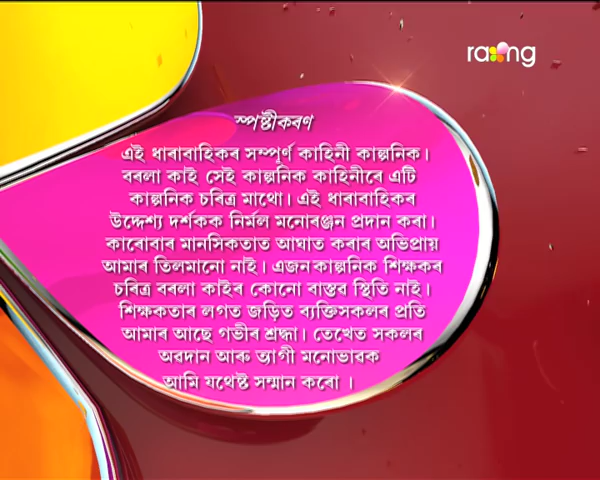 rang
স্পষ্টীকৰণ
এই ধাৰাবাহিকৰ সম্পূৰ্ণ কাহিনী কাল্পনিক।
বৰলা কাই সেই কাল্পনিক কাহিনীৰে এটি
কাল্পনিক চৰিত্ৰ মাথো। এই ধাৰাবাহিকৰ
উদ্দেশ্য দৰ্শকক নিৰ্মল মনোৰঞ্জন প্ৰদান কৰা।
কাৰোবাৰ মানসিকতাত আঘাত কৰাৰ অভিপ্ৰায়
আমাৰ তিলমানো নাই। এজন কাল্পনিক শিক্ষকৰ
চৰিত্ৰ বৰলা কাইৰ কোনো বাস্তৱ স্থিতি নাই।
শিক্ষকতাৰ লগত জড়িত ব্যক্তিসকলৰ প্ৰতি
আমাৰ আছে গভীৰ শ্ৰদ্ধা। তেখেত সকলৰ
অৱদান আৰু ত্যাগী মনোভাৱক
আমি যথেষ্ট সন্মান কৰো ।